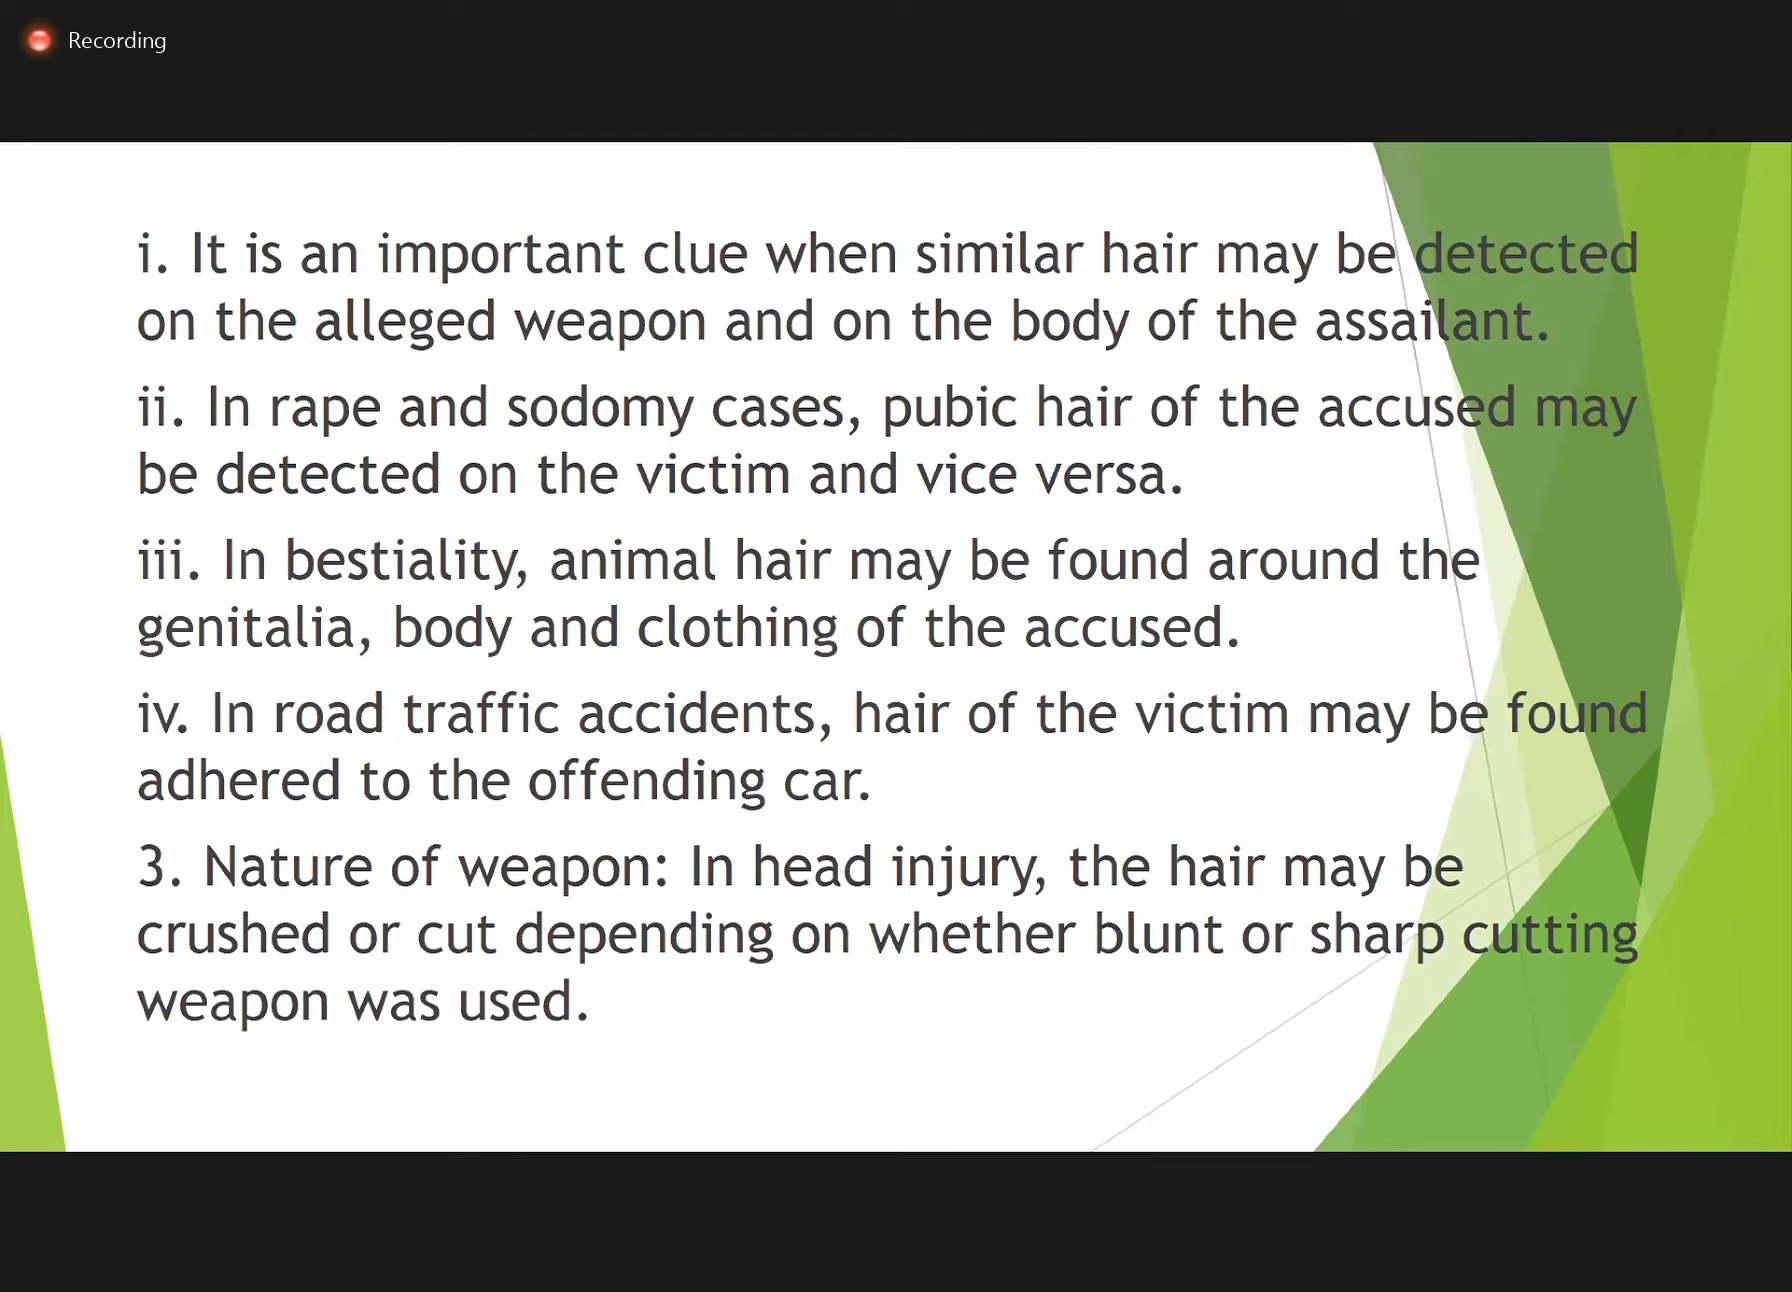 Recording
i. It is an important clue when similar hair may be detected
on the alleged weapon and on the body of the assailant.
ii. In rape and sodomy cases, pubic hair of the accused may
be detected on the victim and vice versa.
iii. In bestiality, animal hair may be found around the
genitalia, body and clothing of the accused.
iv. In road traffic accidents, hair of the victim may be found
adhered to the offending car.
3. Nature of weapon: In head injury, the hair may be
crushed or cut depending on whether blunt or sharp cutting
weapon was used.